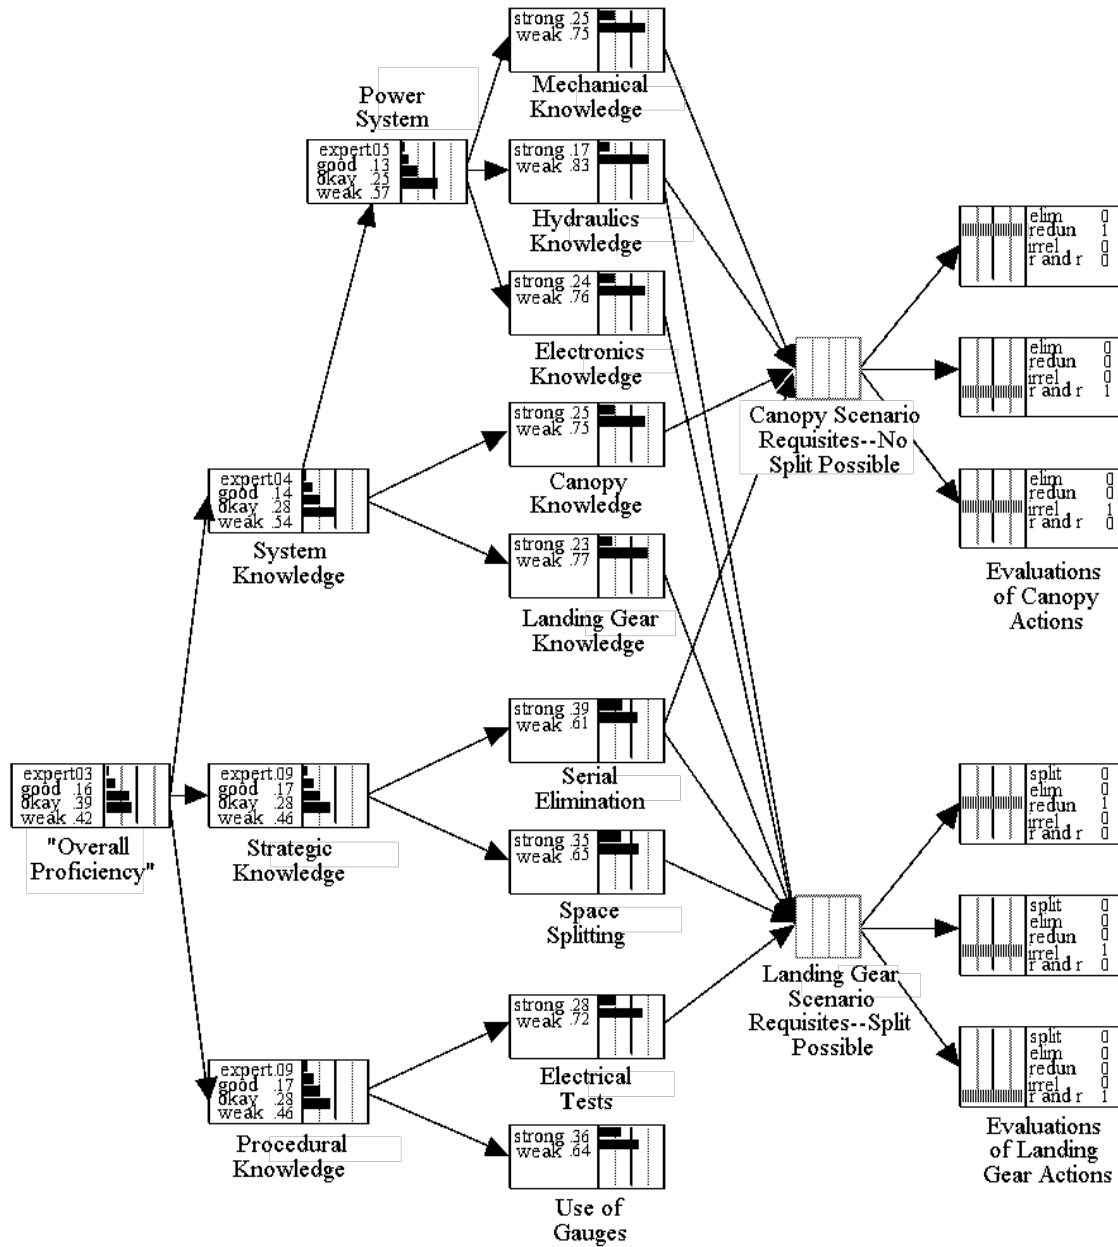 strong .25
weak .75
Mechanical
Knowledge
Power
System
expert.05
good .13
okay .25
weak .57
strong .17
weak .83
Hydraulics
Knowledge
strong .24
weak .76
Electronics
Knowledge
strong .25
weak .75
Canopy
Knowledge
expert.04
good .14
okay .28
weak .54
System
Knowledge
strong .23
weak .77
Landing Gear
Knowledge
strong .39
weak .61
Serial
Elimination
expert.03
good .16
okay .39
weak .42
"Overall
Proficiency"
expert.09
good .17
okay .28
weak .46
Strategic
Knowledge
strong .35
weak .65
Space
Splitting
strong .28
weak .72
Electrical
Tests
expert.09
good .17
okay .28
weak .46
Procedural
Knowledge
strong .36
weak .64
Use of
Gauges
Canopy Scenario
Requisites--No
Split Possible
Landing Gear
Scenario
Requisites--Split
Possible
elim 0
redun 1
irrel 0
r and r 0
elim 0
redun 0
irrel 0
r and r 1
elim 0
redun 0
irrel 1
r and r 0
Evaluations
of Canopy
Actions
split 0
elim 0
redun 1
irrel 0
r and r 0
split 0
elim 0
redun 0
irrel 1
r and r 0
split 0
elim 0
redun 0
irrel 0
r and r 1
Evaluations
of Landing
Gear Actions